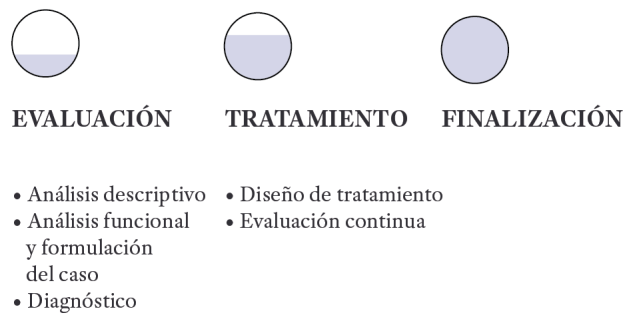 EVALUACIÓN
TRATAMIENTO
FINALIZACIÓN
• Análisis descriptivo
• Análisis funcional
y formulación
del caso
• Diagnóstico
• Diseño de tratamiento
• Evaluación continua